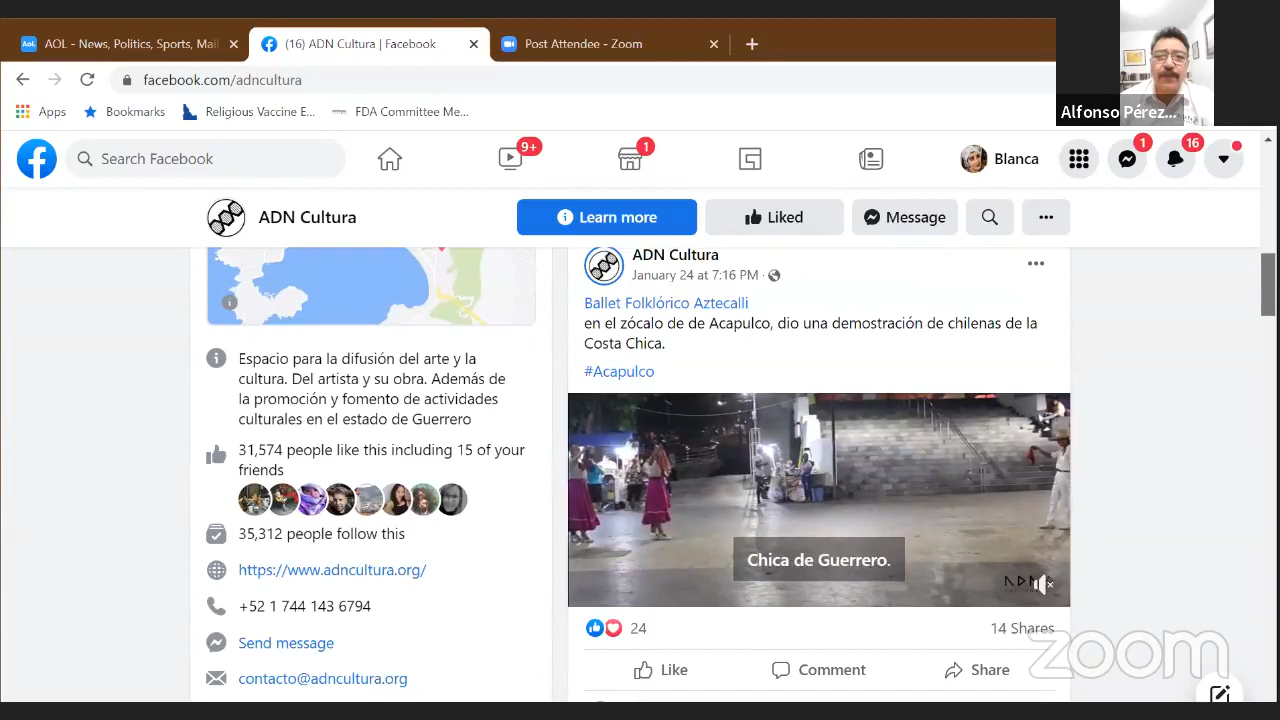 Aol.
AOL - News, Politics, Sports, Mail
(16) ADN Cultura | Facebook
Post Attendee - Zoom
facebook.com/adncultura
Apps
Bookmarks
Religious Vaccine E...
FDA Committee Me...
Alfonso Pérez...
Search Facebook
9+
1
Blanca
1
16
ADN Cultura
Learn more
Liked
Message
Espacio para la difusión del arte y la
cultura. Del artista y su obra. Además de
la promoción y fomento de actividades
culturales en el estado de Guerrero
31,574 people like this including 15 of your
friends
35,312 people follow this
https://www.adncultura.org/
+52 1 744 143 6794
Send message
contacto@adncultura.org
ADN Cultura
January 24 at 7:16 PM ·
Ballet Folklórico Aztecalli
en el zócalo de de Acapulco, dio una demostración de chilenas de la
Costa Chica.
#Acapulco
Chica de Guerrero.
24
14 Shares
Like
Comment
Share
zoom